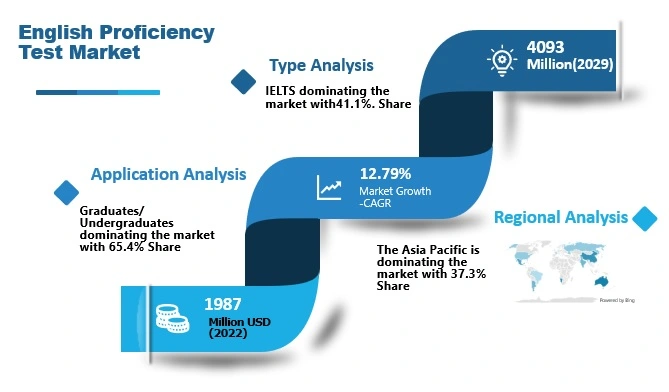 English Proficiency
Test Market
4093
Million(2029)
Type Analysis
IELTS dominating the
market with41.1%. Share
Application Analysis
Graduates/
Undergraduates
dominating the market
with 65.4% Share
12.79%
Market Growth
-CAGR
Regional Analysis
The Asia Pacific is
dominating the
market with 37.3%
Share
Powered by Bing
1987
Million USD
(2022)